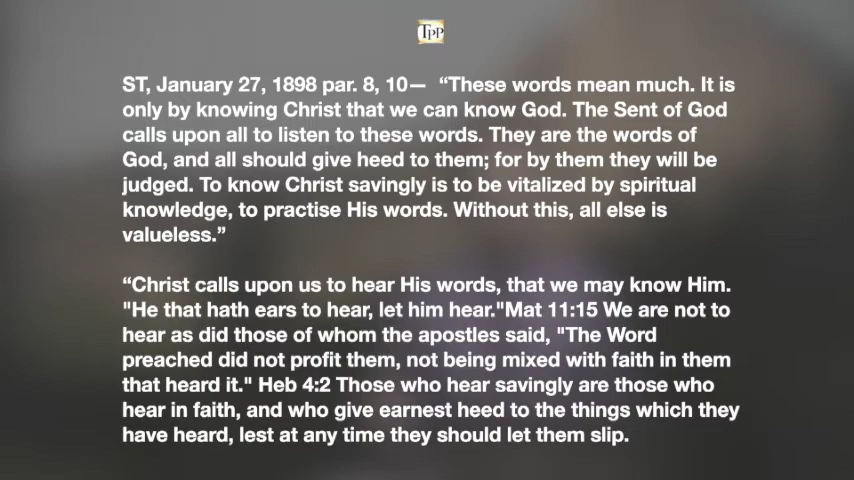 TPP
ST, January 27, 1898 par. 8, 10— “These words mean much. It is
only by knowing Christ that we can know God. The Sent of God
calls upon all to listen to these words. They are the words of
God, and all should give heed to them; for by them they will be
judged. To know Christ savingly is to be vitalized by spiritual
knowledge, to practise His words. Without this, all else is
valueless.”
“Christ calls upon us to hear His words, that we may know Him.
"He that hath ears to hear, let him hear."Mat 11:15 We are not to
hear as did those of whom the apostles said, "The Word
preached did not profit them, not being mixed with faith in them
that heard it." Heb 4:2 Those who hear savingly are those who
hear in faith, and who give earnest heed to the things which they
have heard, lest at any time they should let them slip.